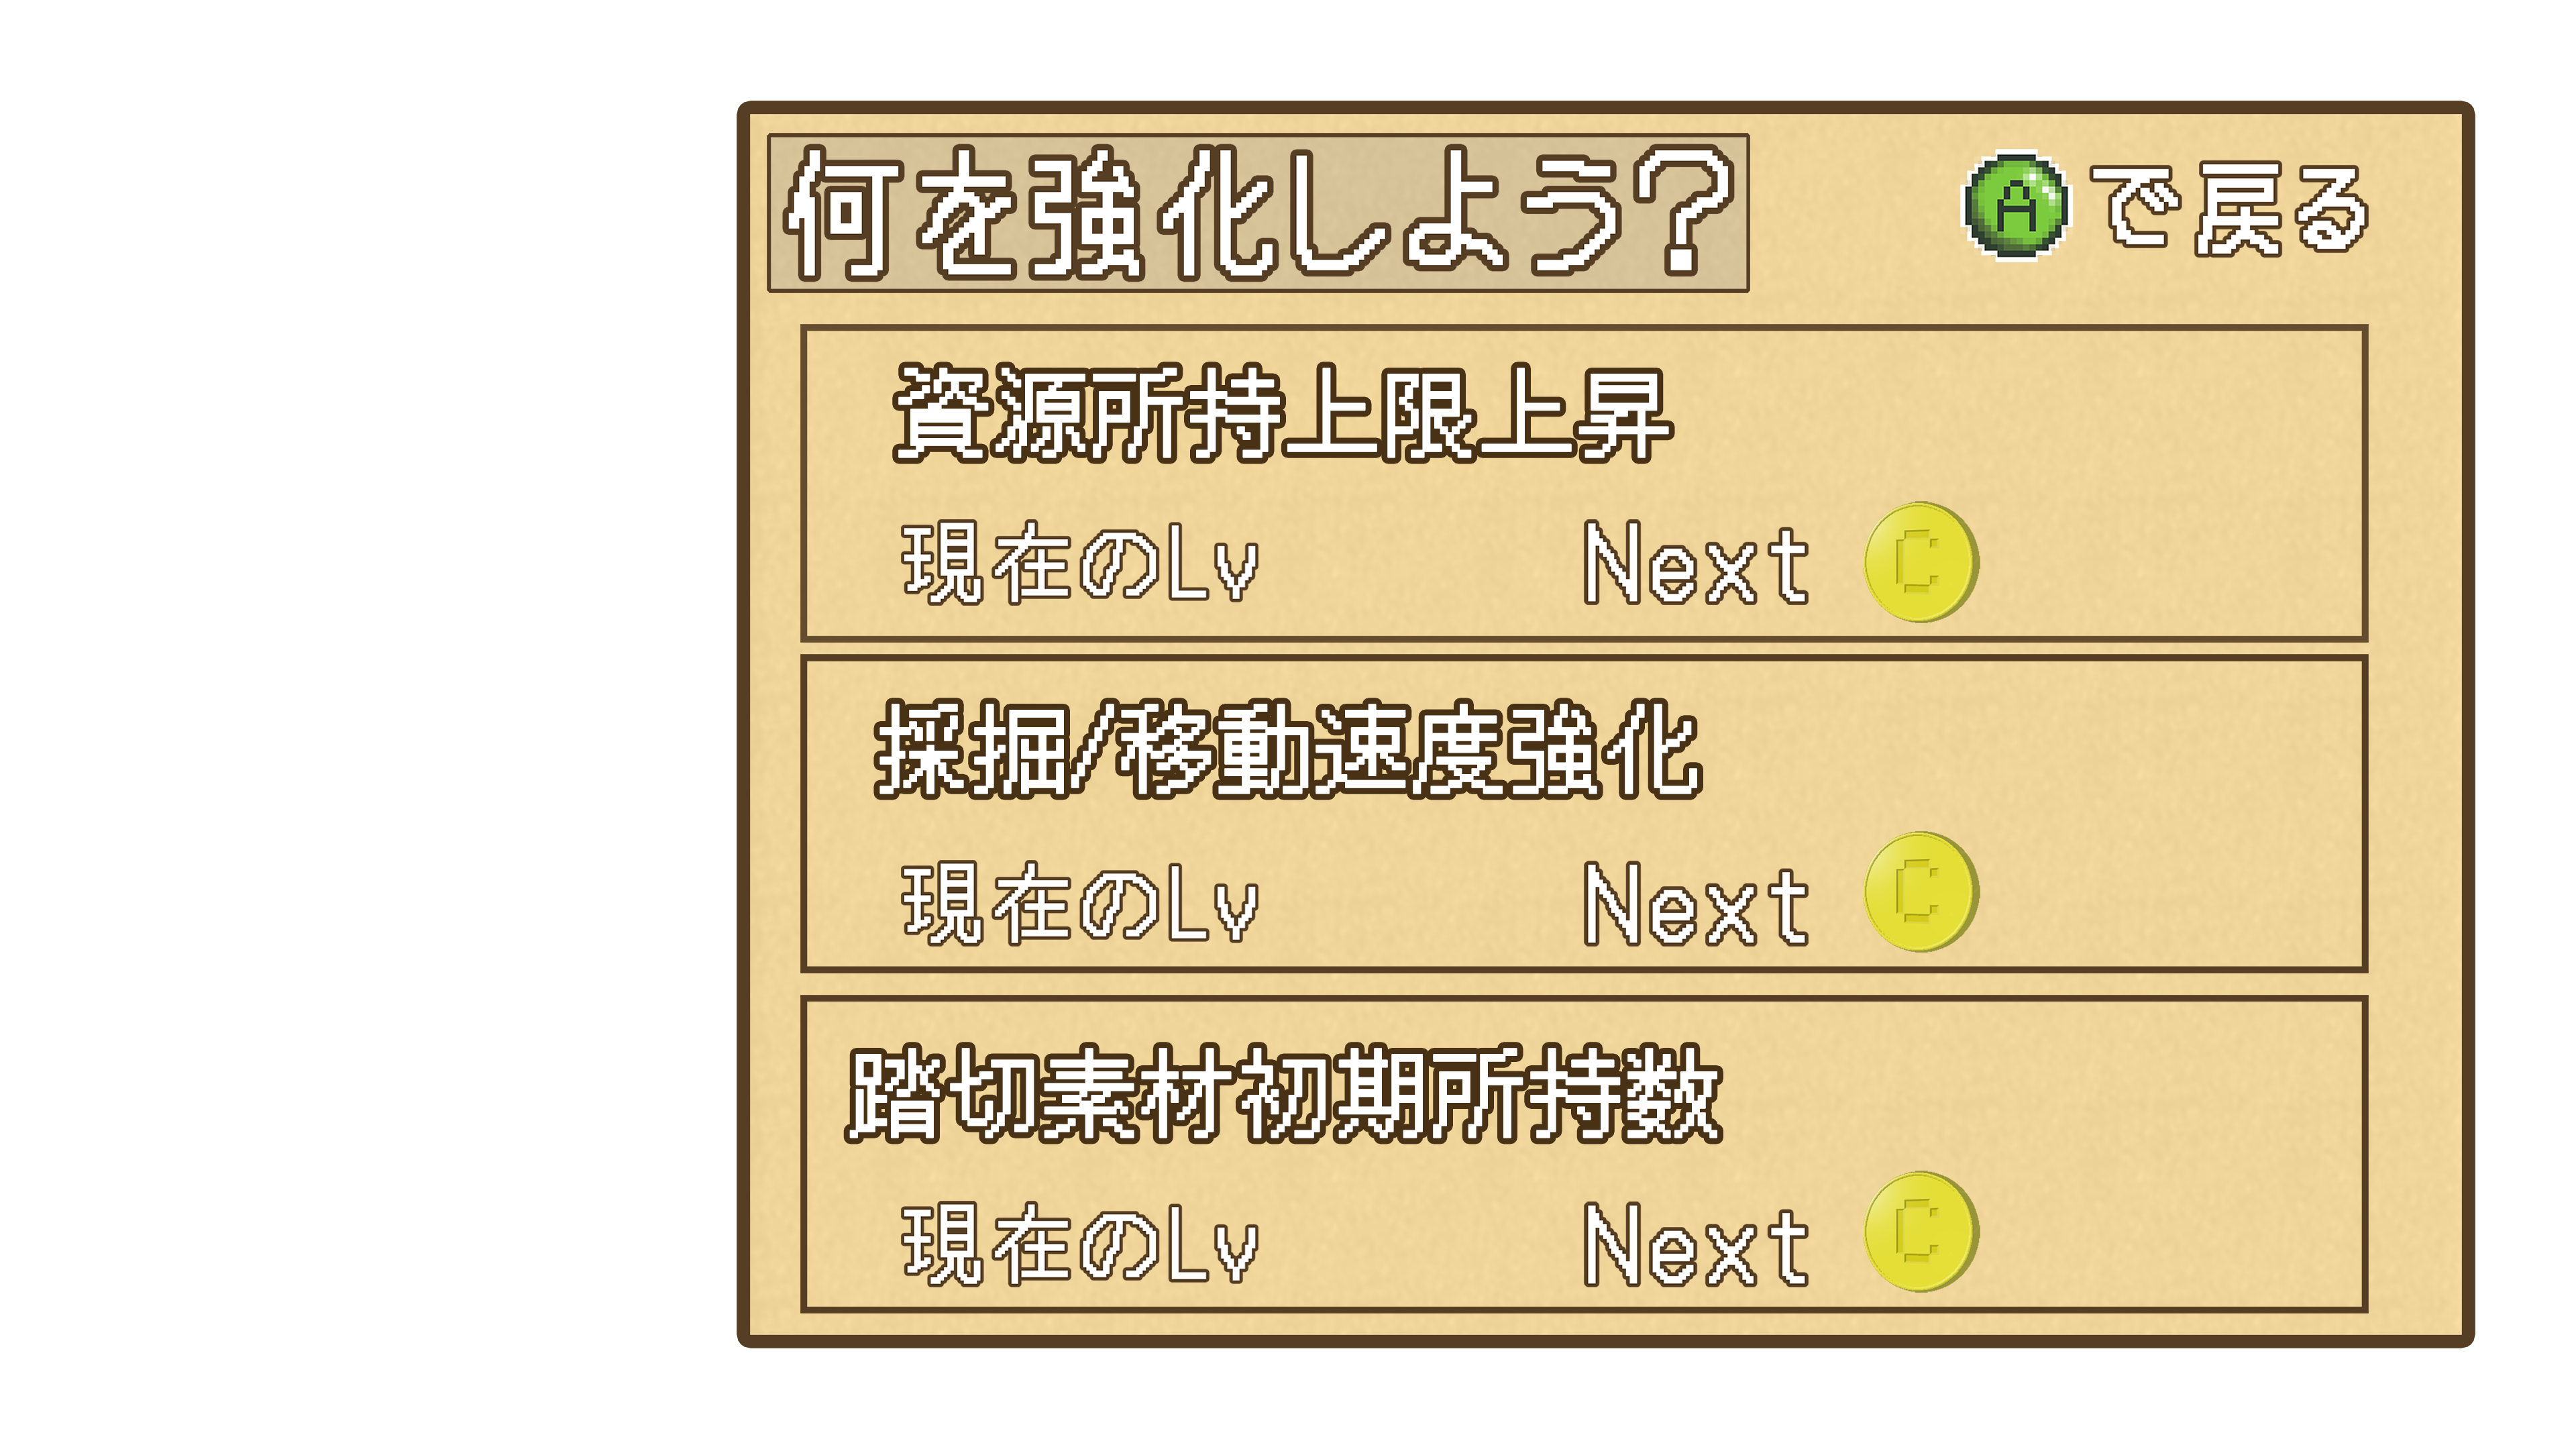 何を強化しよう?
Aで戻る
資源所持上限上昇
現在のLv Next C
採掘/移動速度強化
現在のLv Next C
踏切素材初期所持数
現在のLv Next C